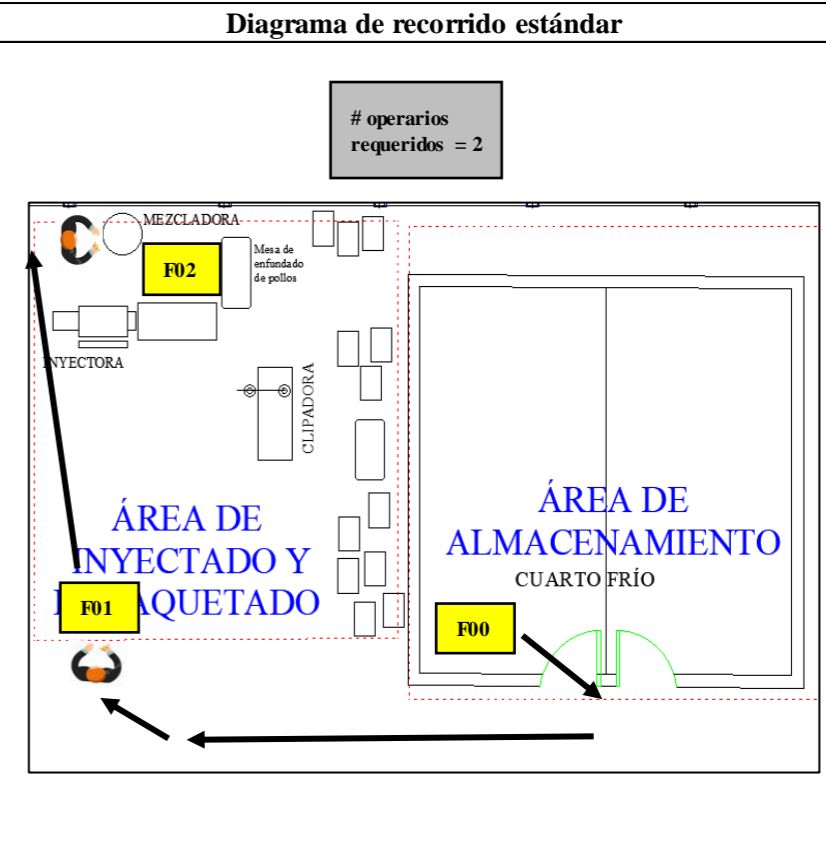 Diagrama de recorrido estándar
# operarios
requeridos = 2
MEZCLADORA
F02
Mesa de
enfundado
de pollos
NYECTORA
CLIPADORA
ÁREA DE
INYECTADO Y
AQUETADO
F01
ÁREA DE
ALMACENAMIENTO
CUARTO FRÍO
F00